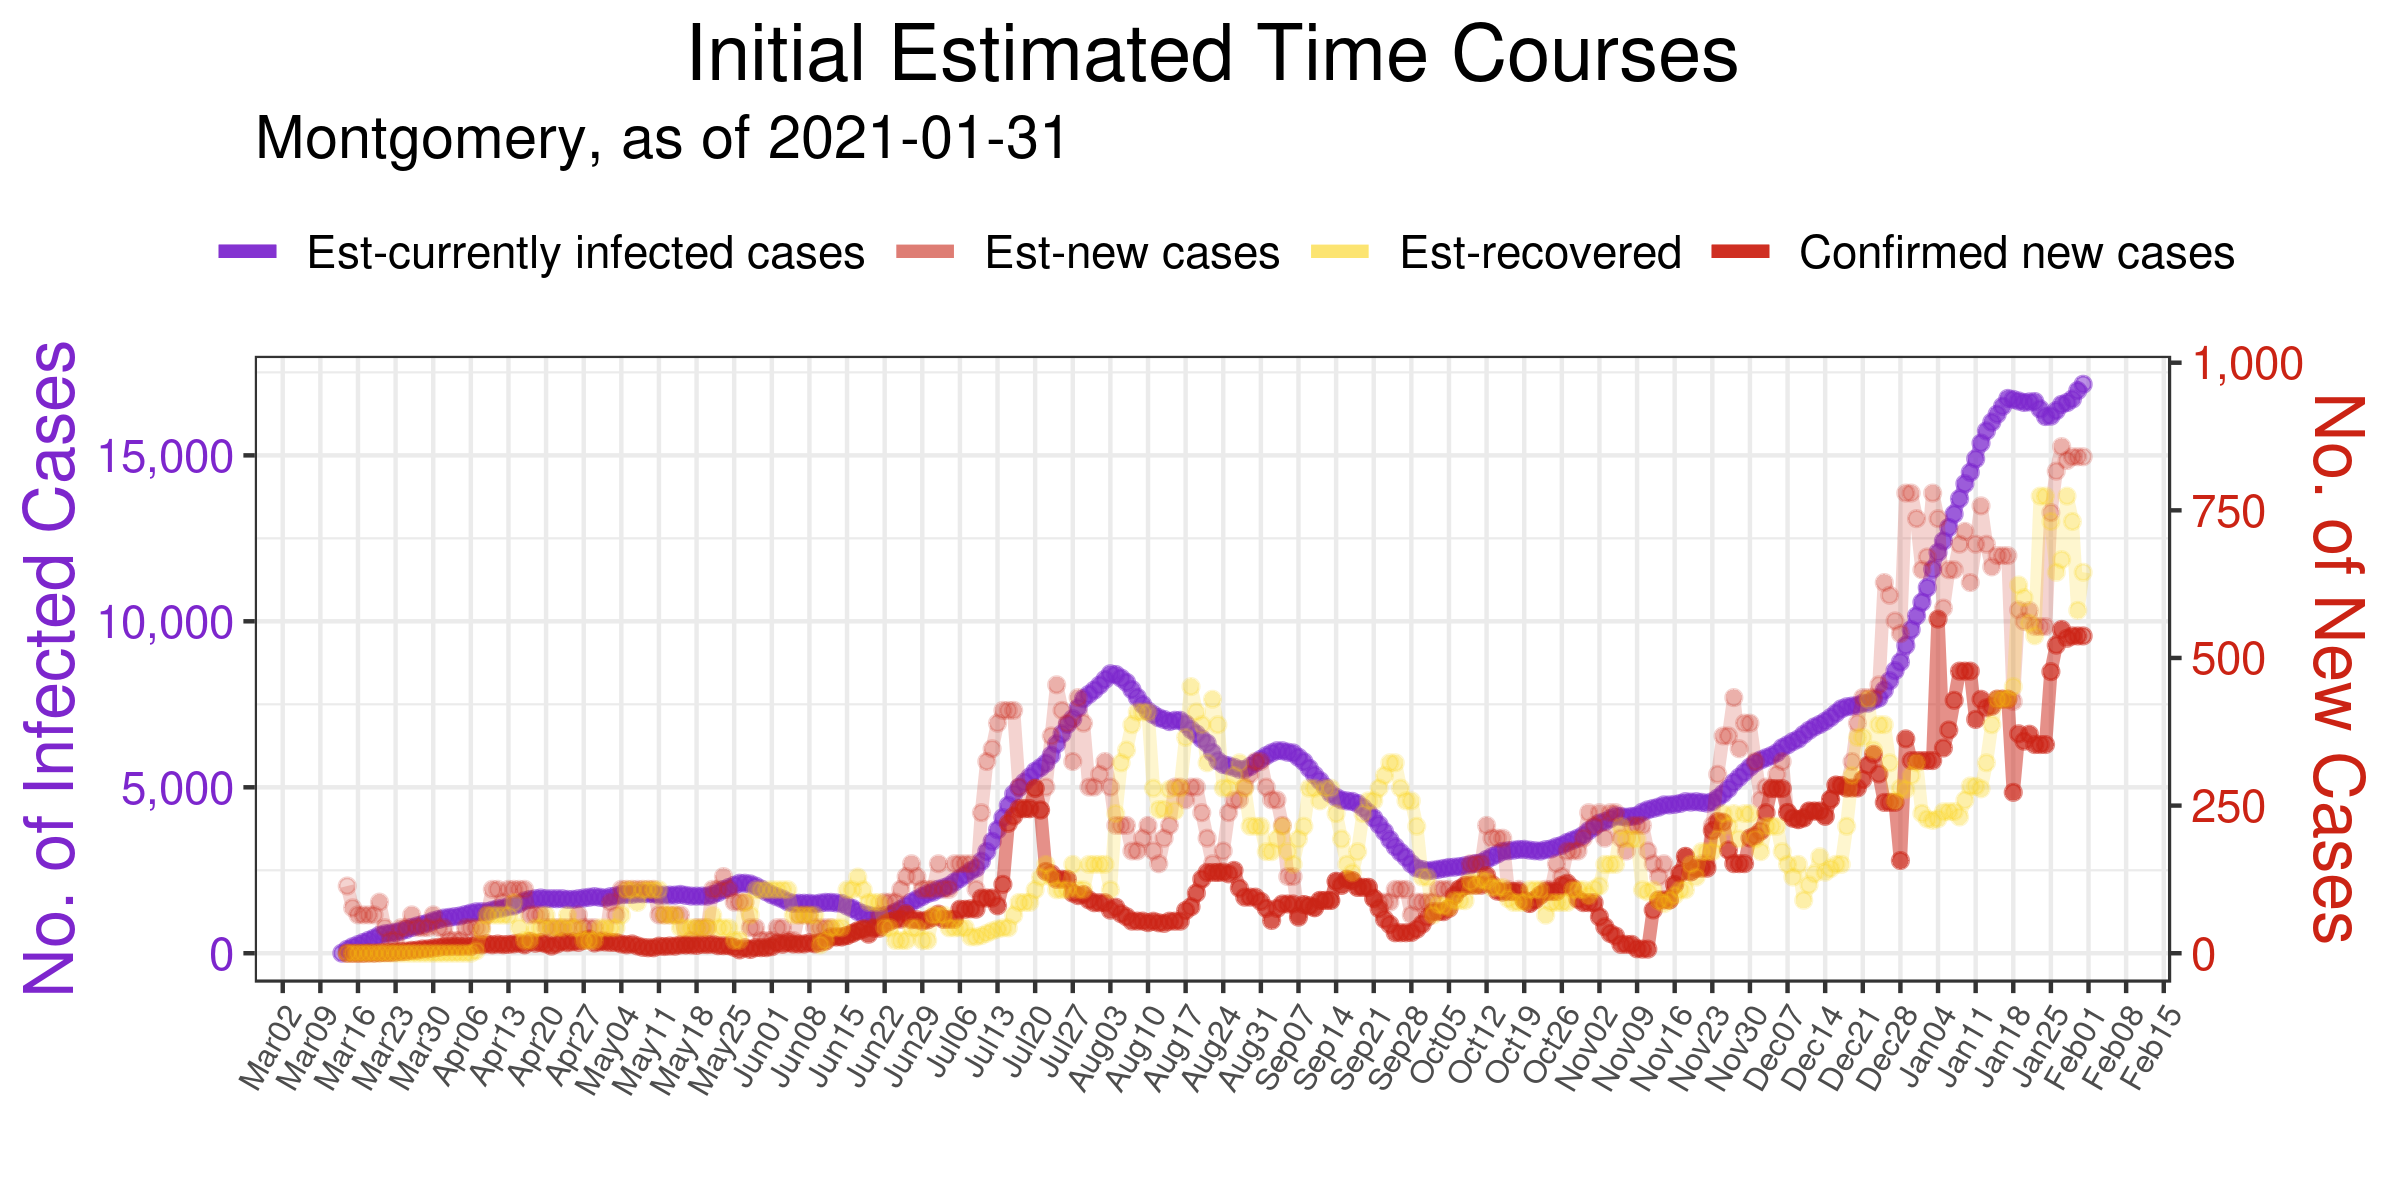 Initial Estimated Time Courses
Montgomery, as of 2021-01-31
Est-currently infected cases
Est-new cases
Est-recovered
Confirmed new cases
No. of Infected Cases
15,000
10,000
5,000
0
1,000
750
500
250
0
No. of New Cases
Mar02
Mar09
Mar16
Mar23
Mar30
Apr06
Apr13
Apr20
Apr27
May04
May11
May18
May25
Jun01
Jun08
Jun15
Jun22
Jun29
Jul06
Jul13
Jul20
Jul27
Aug03
Aug10
Aug17
Aug24
Aug31
Sep07
Sep14
Sep21
Sep28
Oct05
Oct12
Oct19
Oct26
Nov02
Nov09
Nov16
Nov23
Nov30
Dec07
Dec14
Dec21
Dec28
Jan04
Jan11
Jan18
Jan25
Feb01
Feb08
Feb15